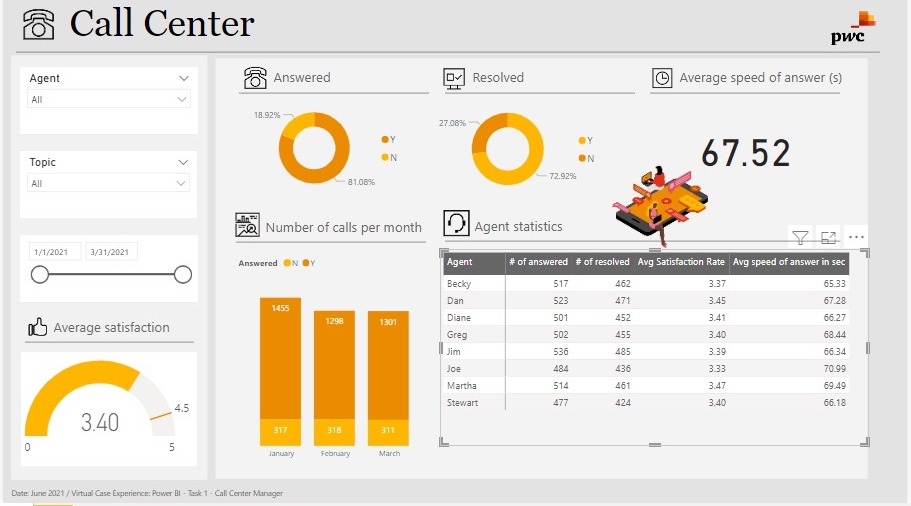 Call Center
pwc
Agent
All
Topic
All
1/1/2021 3/31/2021
Average satisfaction
3.40
4.5
0
5
Answered
18.92%
81.08%
Y
N
Resolved
27.08%
72.92%
Y
N
Average speed of answer (s)
67.52
Number of calls per month
Answered N Y
1455 1298 1301
317 318 311
January February March
Agent statistics
Agent # of answered # of resolved Avg Satisfaction Rate Avg speed of answer in sec
Becky 517 462 3.37 65.33
Dan 523 471 3.45 67.28
Diane 501 452 3.41 66.27
Greg 502 455 3.40 68.44
Jim 536 485 3.39 66.34
Joe 484 436 3.33 70.99
Martha 514 461 3.47 69.49
Stewart 477 424 3.40 66.18
Date: June 2021 / Virtual Case Experience: Power BI - Task 1 - Call Center Manager